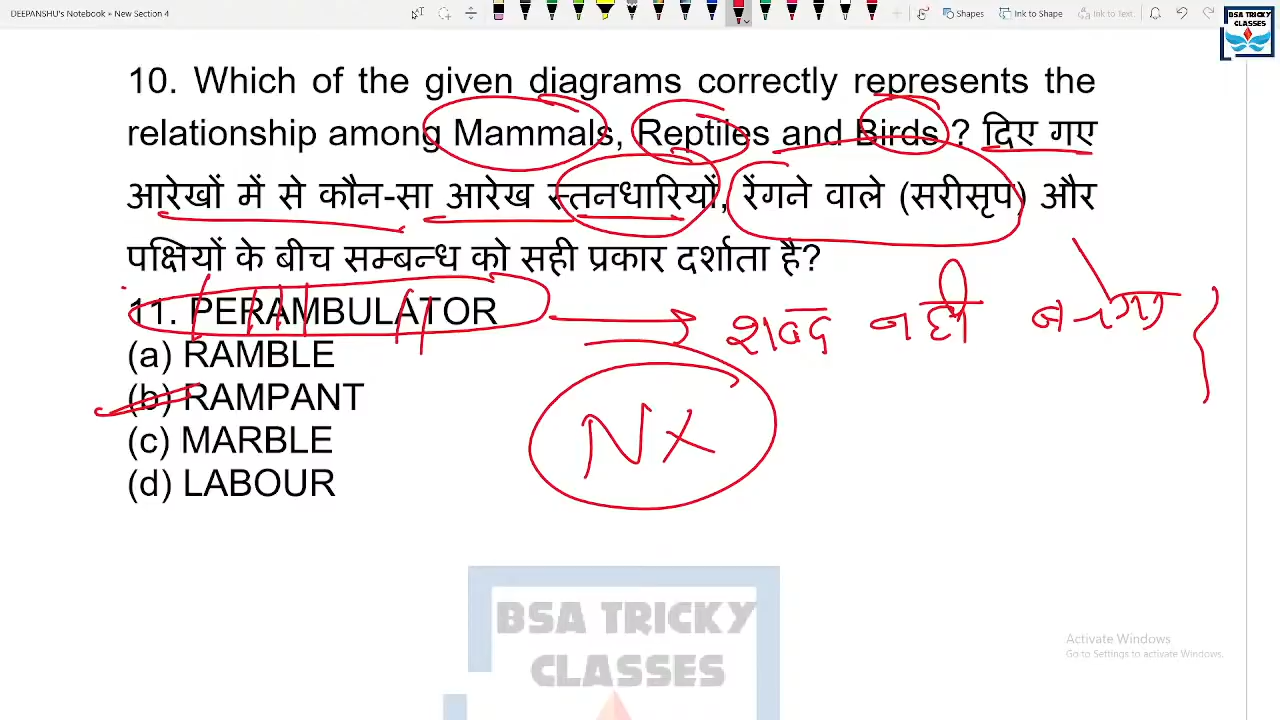 DEEPANSHU's Notebook > New Section 4
Shapes Ink to Shape Ink to Text
BSA TRICKY
CLASSES
10. Which of the given diagrams correctly represents the
relationship among Mammals, Reptiles and Birds ? दिए गए
आरेखों में से कौन-सा आरेख स्तनधारियों, रेंगने वाले (सरीसृप) और
पक्षियों के बीच सम्बन्ध को सही प्रकार दर्शाता है?
11. PERAMBULATOR
शब्द नही बनेगा
(a) RAMBLE
(b) RAMPANT
NX
(c) MARBLE
(d) LABOUR
BSA TRICKY
CLASSES
Activate Windows
Go to Settings to activate Windows.